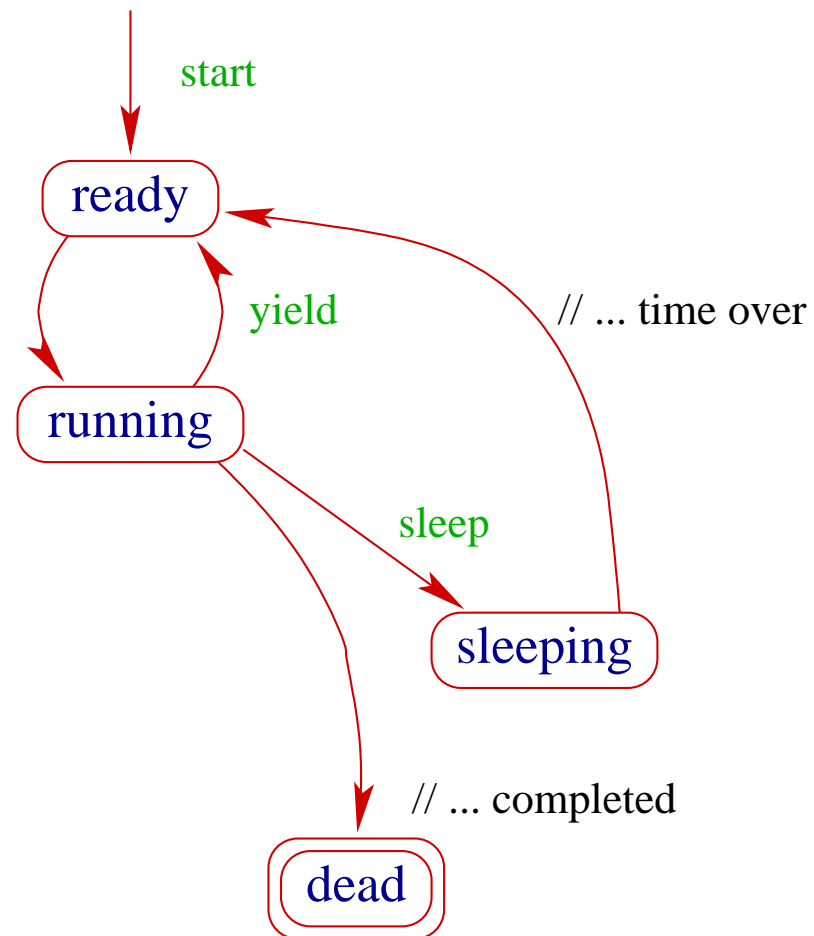 start
ready
yield
// ... time over
running
sleep
sleeping
// ... completed
dead